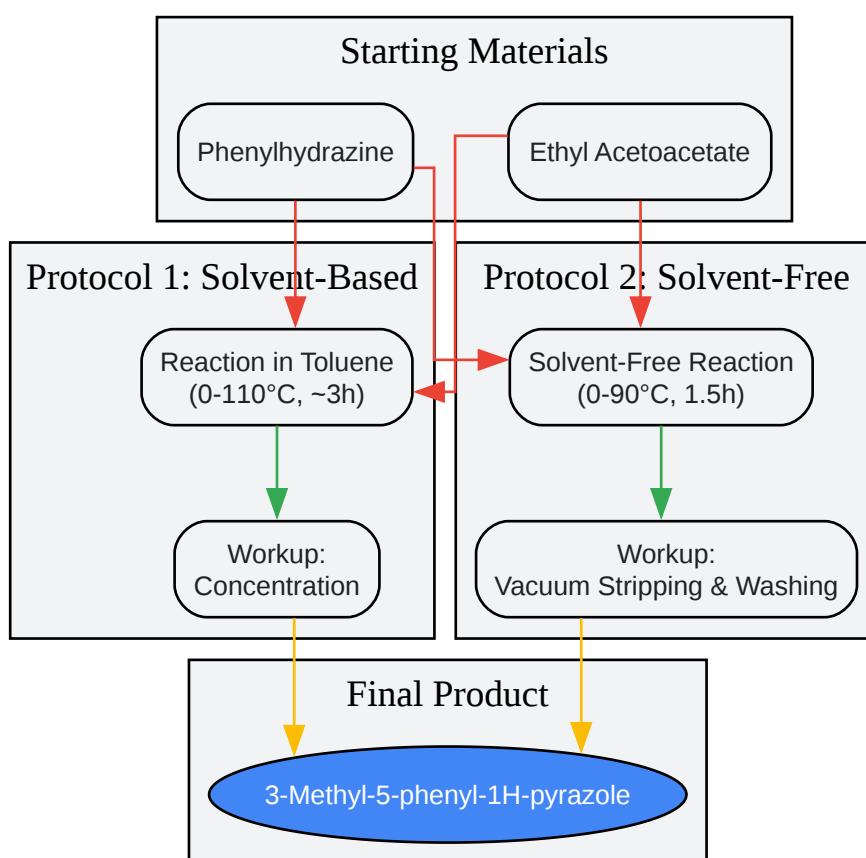 Starting Materials
Phenylhydrazine
Ethyl Acetoacetate
Protocol 1: Solvent-Based
Reaction in Toluene
(0-110°C, ~3h)
Workup:
Concentration
Protocol 2: Solvent-Free
Solvent-Free Reaction
(0-90°C, 1.5h)
Workup:
Vacuum Stripping & Washing
Final Product
3-Methyl-5-phenyl-1H-pyrazole